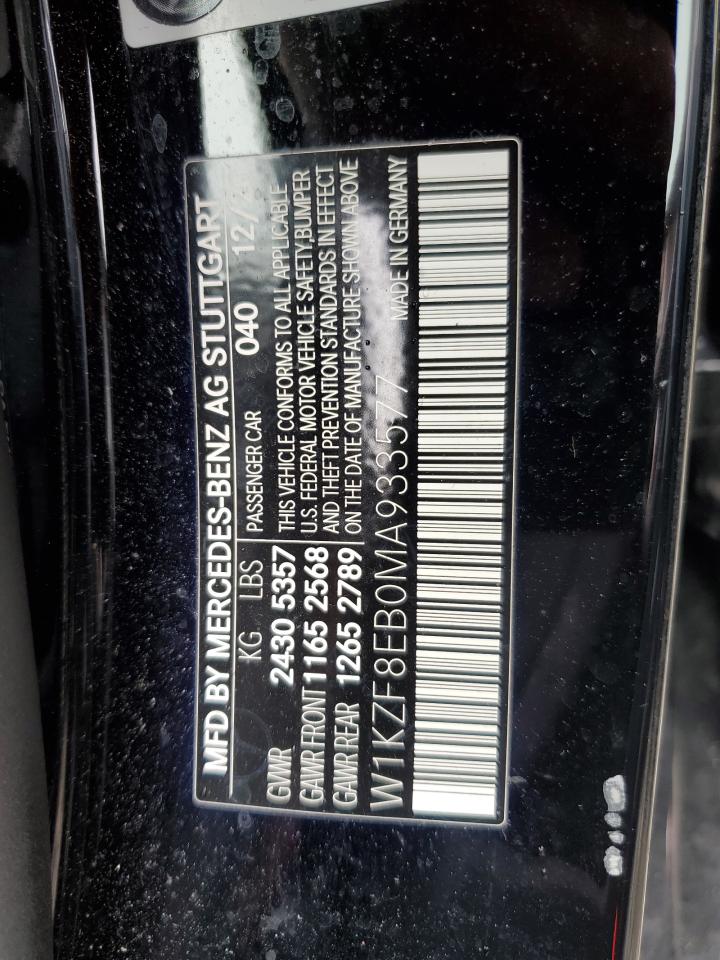 MFD BY MERCEDES-BENZ AG STUTTGART
KG LBS PASSENGER CAR 040 12/
GWR 2430 5357 THIS VEHICLE CONFORMS TO ALL APPLICABLE
GAWR FRONT 1165 2568 U.S. FEDERAL MOTOR VEHICLE SAFETY,BUMPER
GAWR REAR 1265 2789 AND THEFT PREVENTION STANDARDS IN EFFECT
ON THE DATE OF MANUFACTURE SHOWN ABOVE
W1KZF8EB0MA933577 MADE IN GERMANY